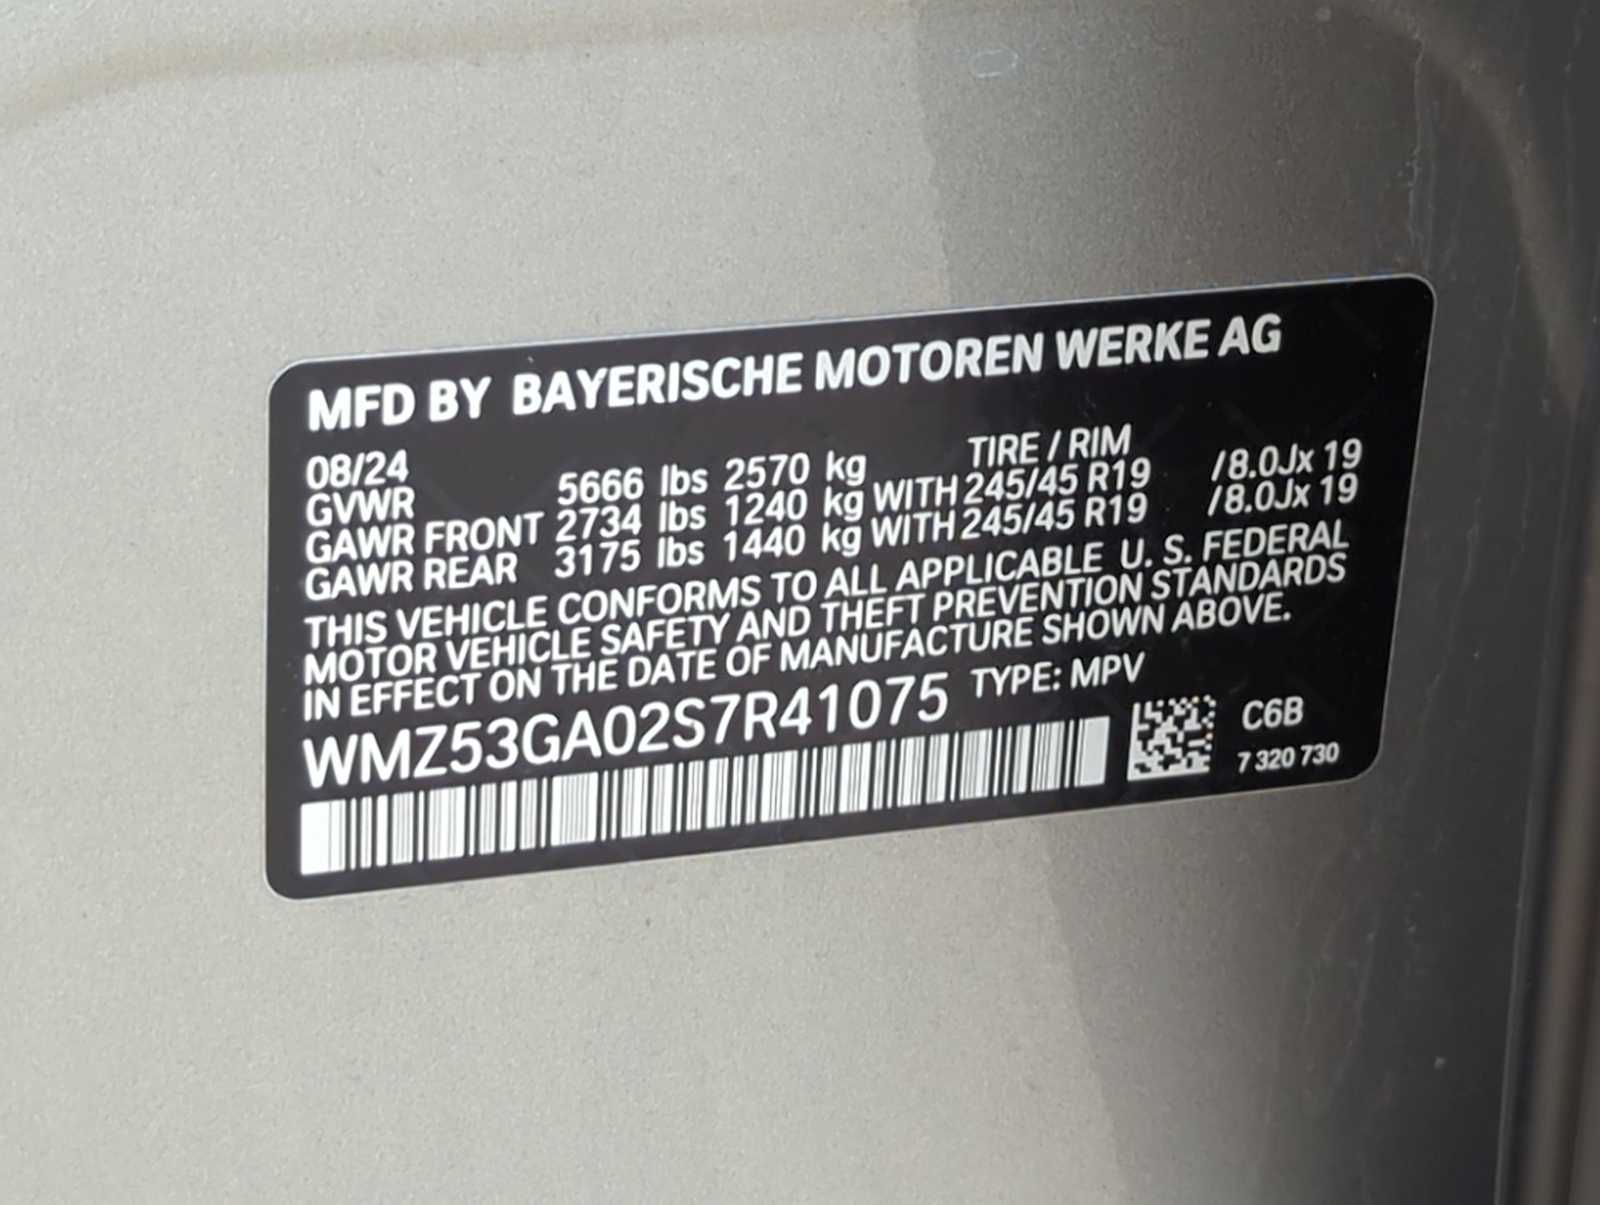 MFD BY BAYERISCHE MOTOREN WERKE AG
08/24 TIRE / RIM
GVWR 5666 lbs 2570 kg
GAWR FRONT 2734 lbs 1240 kg WITH 245/45 R19 /8.0Jx 19
GAWR REAR 3175 lbs 1440 kg WITH 245/45 R19 /8.0Jx 19
THIS VEHICLE CONFORMS TO ALL APPLICABLE U. S. FEDERAL
MOTOR VEHICLE SAFETY AND THEFT PREVENTION STANDARDS
IN EFFECT ON THE DATE OF MANUFACTURE SHOWN ABOVE.
WMZ53GA02S7R41075 TYPE: MPV
C6B
7 320 730